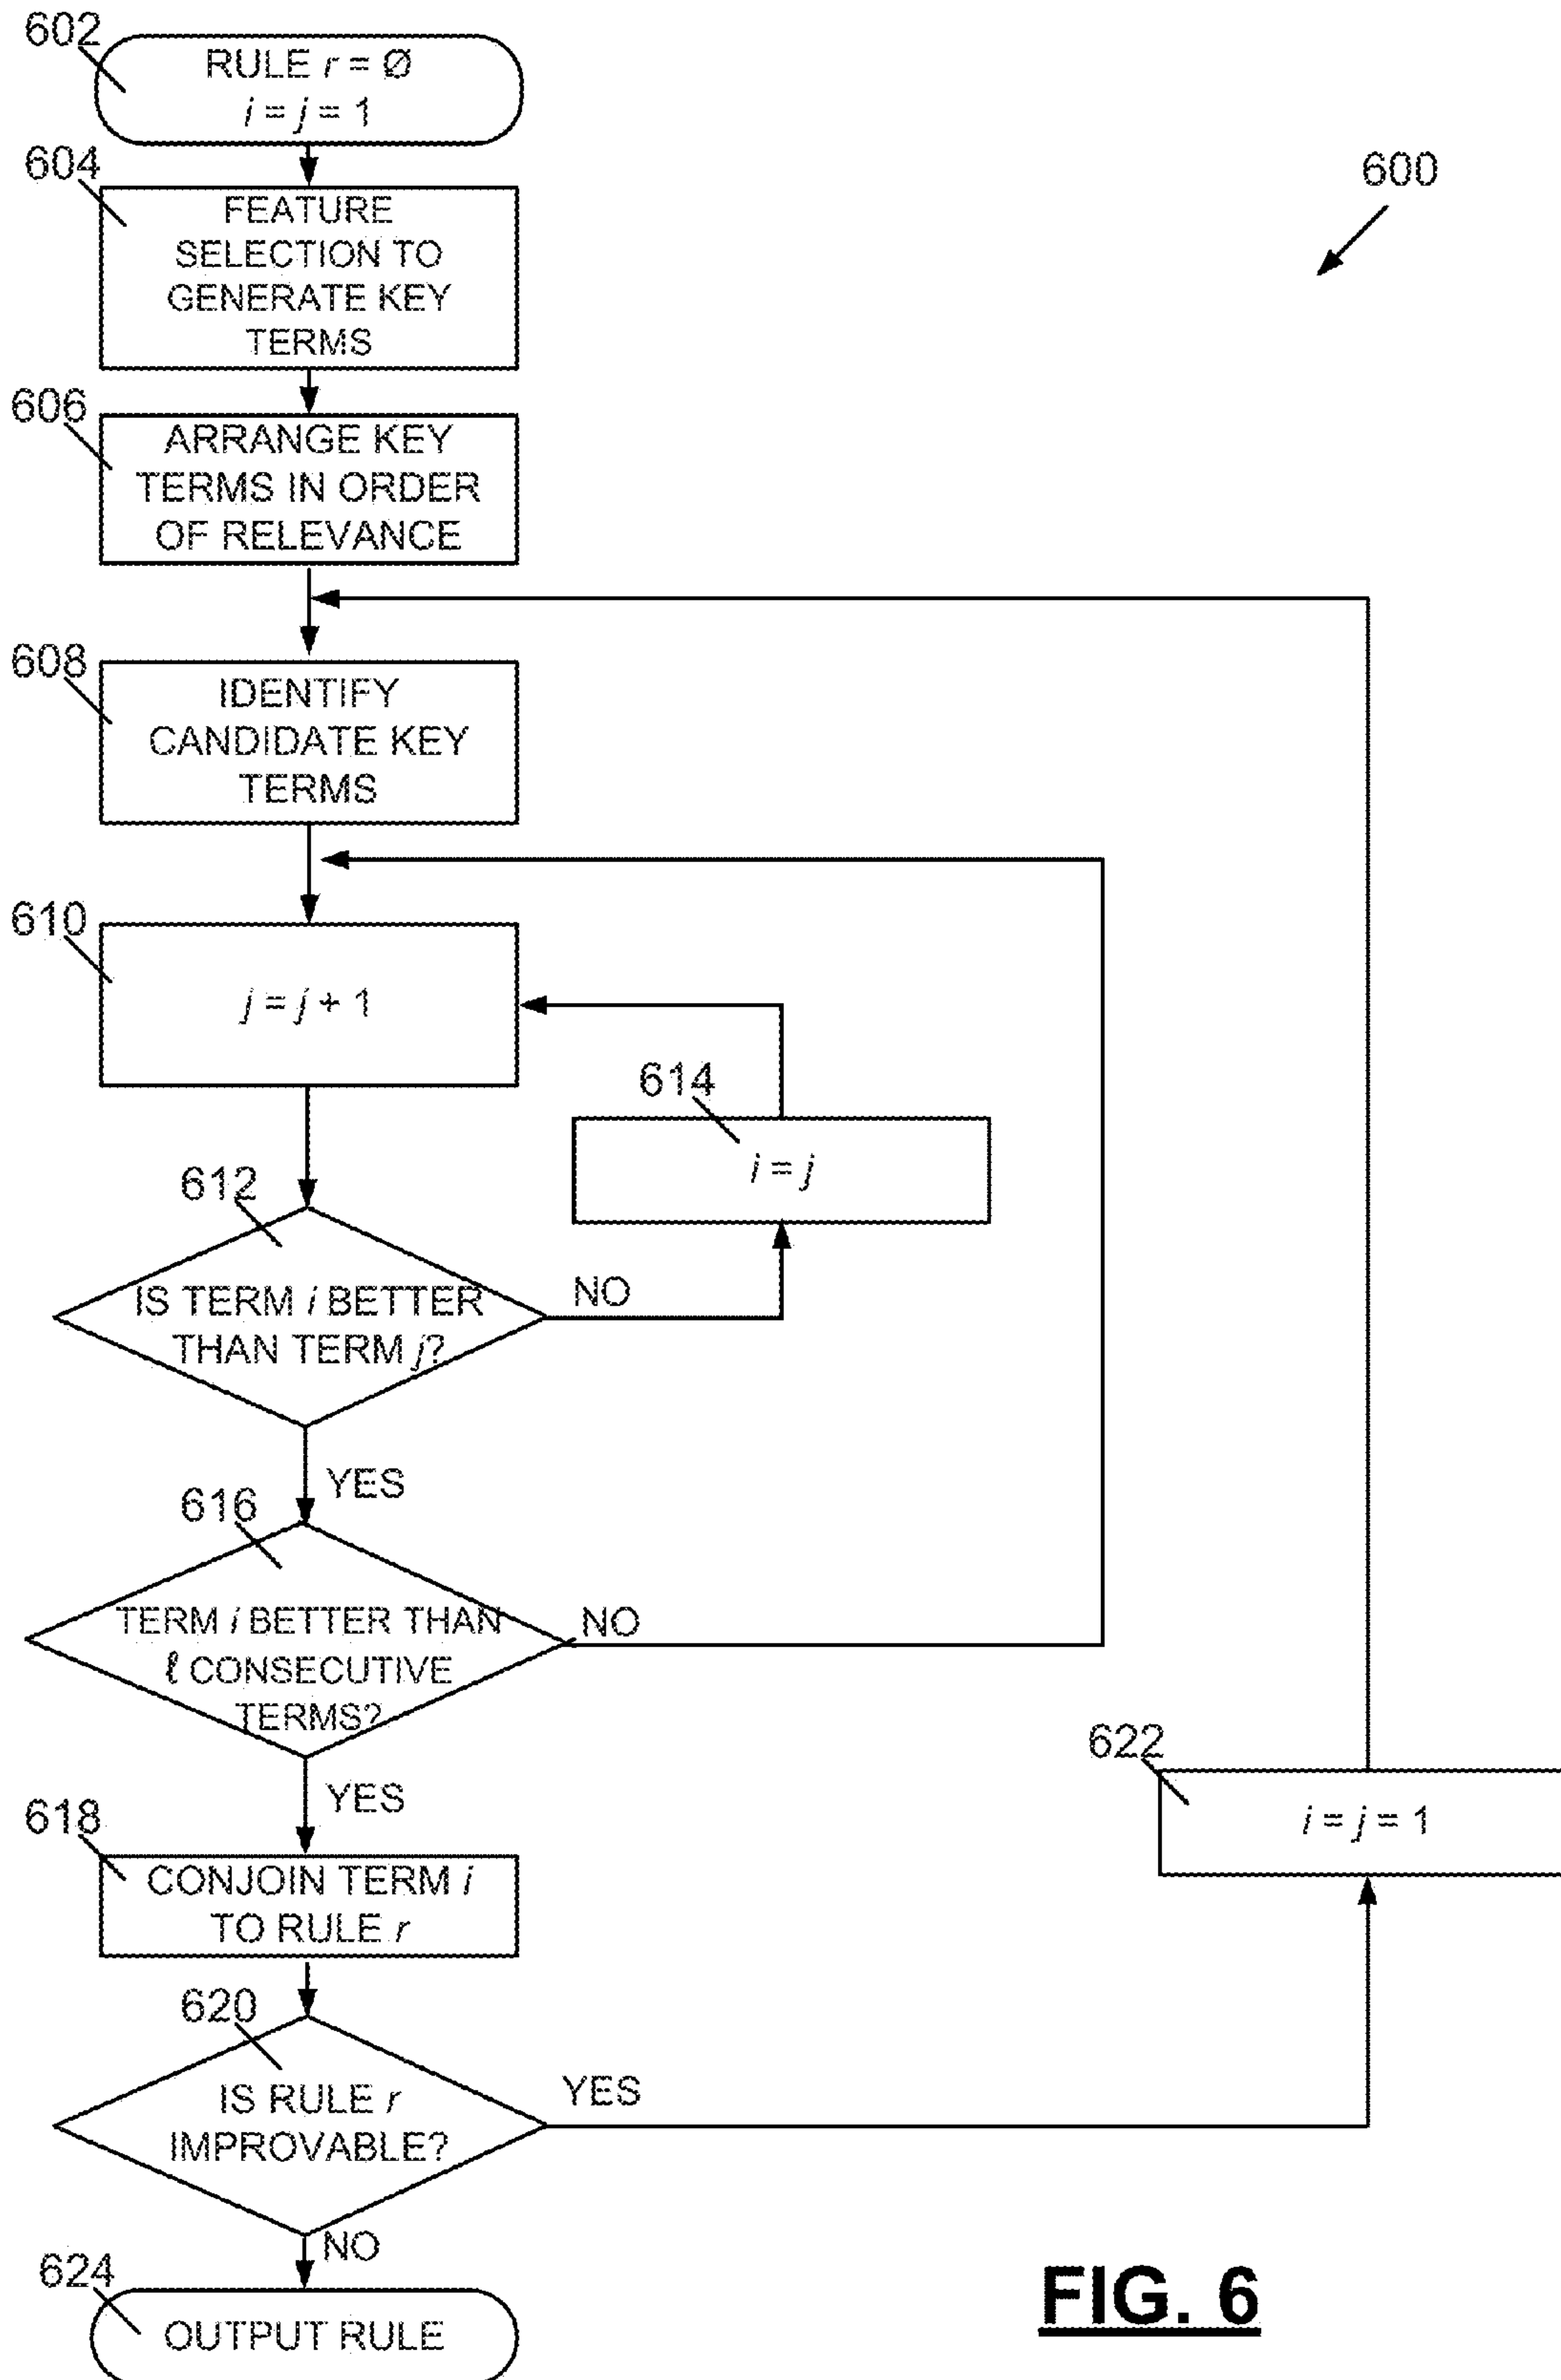 602
RULE r = Ø
i = j = 1
604
FEATURE
SELECTION TO
GENERATE KEY
TERMS
600
606
ARRANGE KEY
TERMS IN ORDER
OF RELEVANCE
608
IDENTIFY
CANDIDATE KEY
TERMS
610
j = j + 1
614
i = j
612
IS TERM i BETTER
THAN TERM j?
NO
YES
616
TERM i BETTER THAN
ℓ CONSECUTIVE
TERMS?
NO
YES
622
i = j = 1
618
CONJOIN TERM i
TO RULE r
620
IS RULE r
IMPROVABLE?
YES
NO
624
OUTPUT RULE
FIG. 6